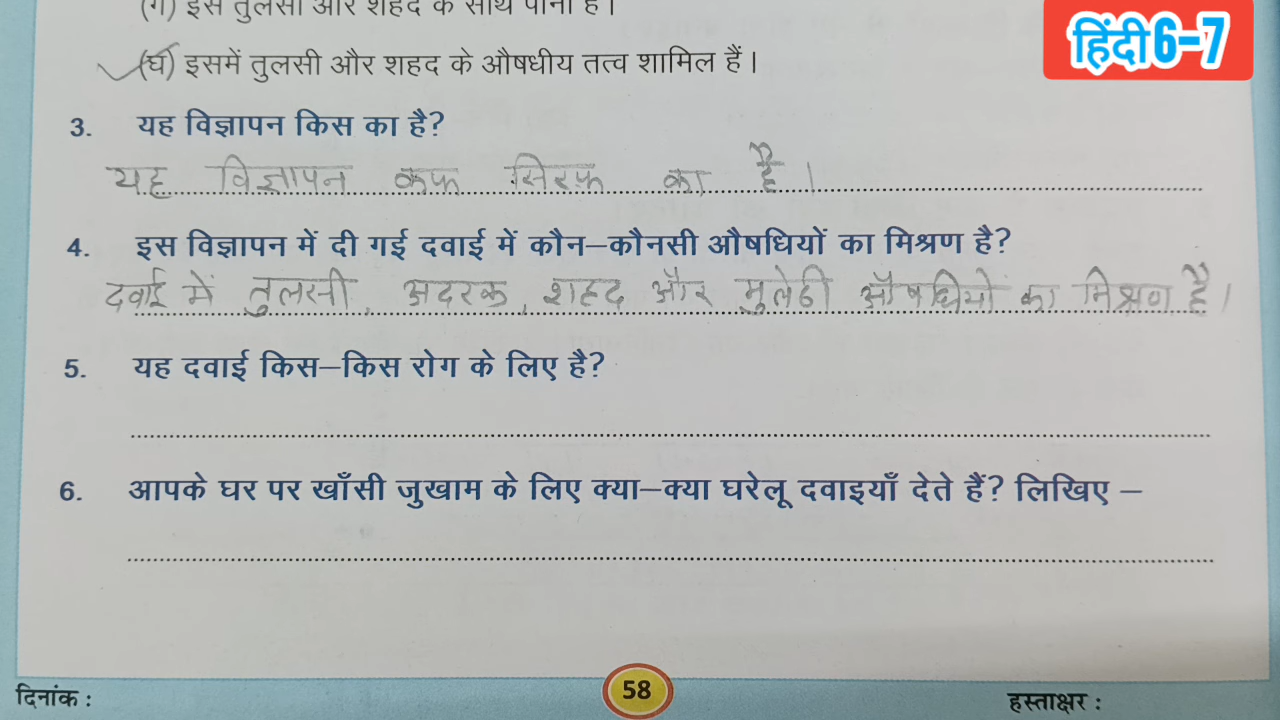 (ग) इसे तुलसी और शहद के साथ पीना है।
हिंदी 6-7
(घ) इसमें तुलसी और शहद के औषधीय तत्व शामिल हैं।
3. यह विज्ञापन किस का है?
यह विज्ञापन कफ सिरफ़ का है।
4. इस विज्ञापन में दी गई दवाई में कौन–कौनसी औषधियों का मिश्रण है?
दवाई में तुलसी, अदरक, शहद और मुलेठी औषधियों का मिश्रण है।
5. यह दवाई किस–किस रोग के लिए है?
6. आपके घर पर खाँसी जुखाम के लिए क्या–क्या घरेलू दवाइयाँ देते हैं? लिखिए –
दिनांक :
58
हस्ताक्षर :